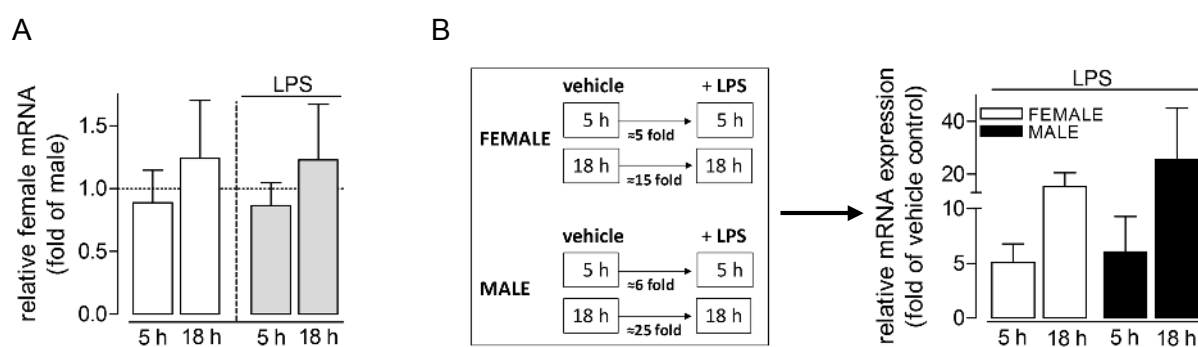 A
relative female mRNA
(fold of male)
1.5
1.0
0.5
0.0
LPS
5 h 18 h 5 h 18 h
B
vehicle + LPS
FEMALE
5 h ≈5 fold 5 h
18 h ≈15 fold 18 h
vehicle + LPS
MALE
5 h ≈6 fold 5 h
18 h ≈25 fold 18 h
relative mRNA expression
(fold of vehicle control)
40
20
10
5
0
LPS
FEMALE
MALE
5 h 18 h 5 h 18 h